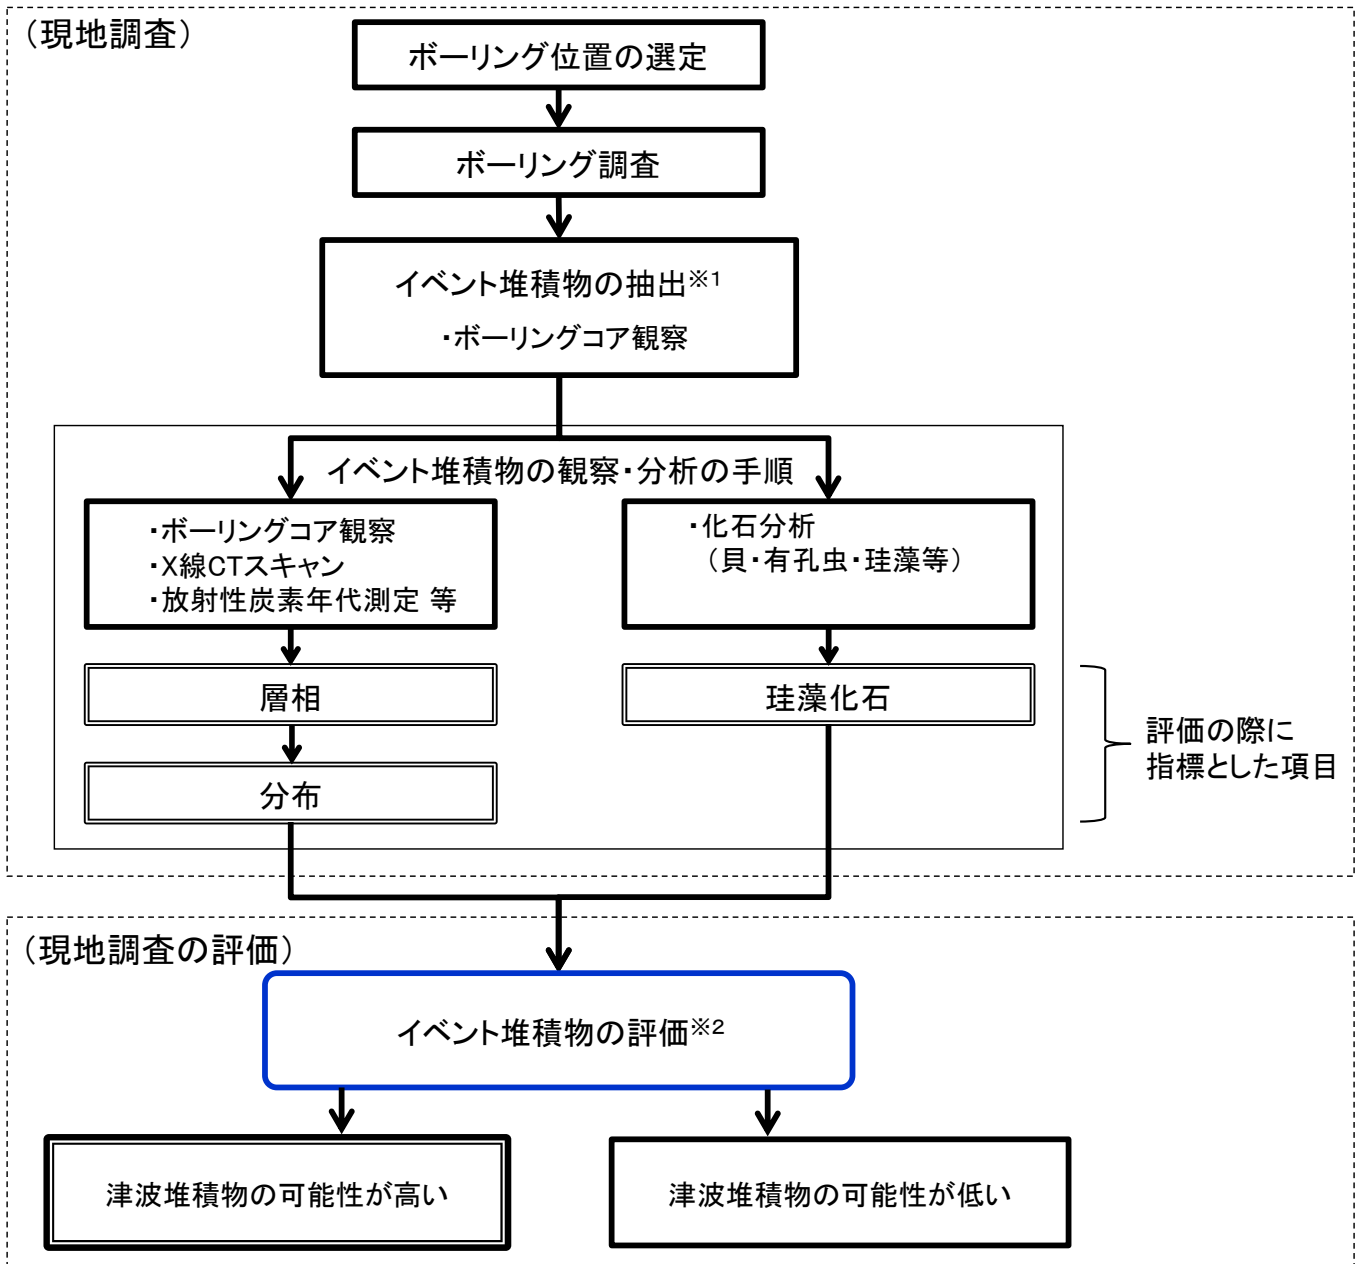 （現地調査）
ボーリング位置の選定
ボーリング調査
イベント堆積物の抽出※1
・ボーリングコア観察
イベント堆積物の観察・分析の手順
・ボーリングコア観察
・X線CTスキャン
・放射性炭素年代測定 等
・化石分析
（貝・有孔虫・珪藻等）
層相
珪藻化石
分布
評価の際に
指標とした項目
（現地調査の評価）
イベント堆積物の評価※2
津波堆積物の可能性が高い
津波堆積物の可能性が低い